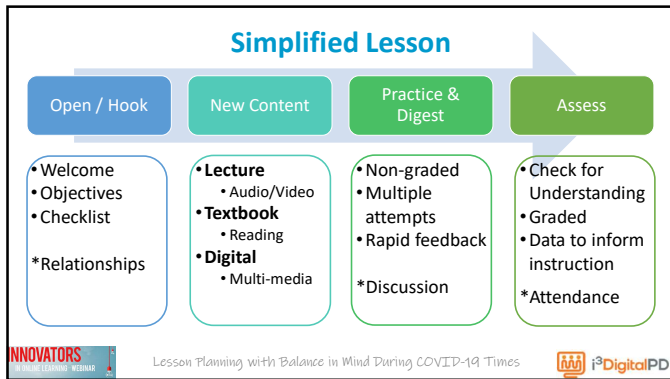 Simplified Lesson
Open / Hook
New Content
Practice &
Digest
Assess
•Welcome
•Objectives
•Checklist
*Relationships
•Lecture
•Audio/Video
•Textbook
•Reading
•Digital
•Multi-media
•Non-graded
•Multiple
attempts
•Rapid feedback
*Discussion
•Check for
Understanding
•Graded
•Data to inform
instruction
*Attendance
INNOVATORS
IN ONLINE LEARNING WEBINAR
Lesson Planning with Balance in Mind During COVID-19 Times
i³DigitalPD